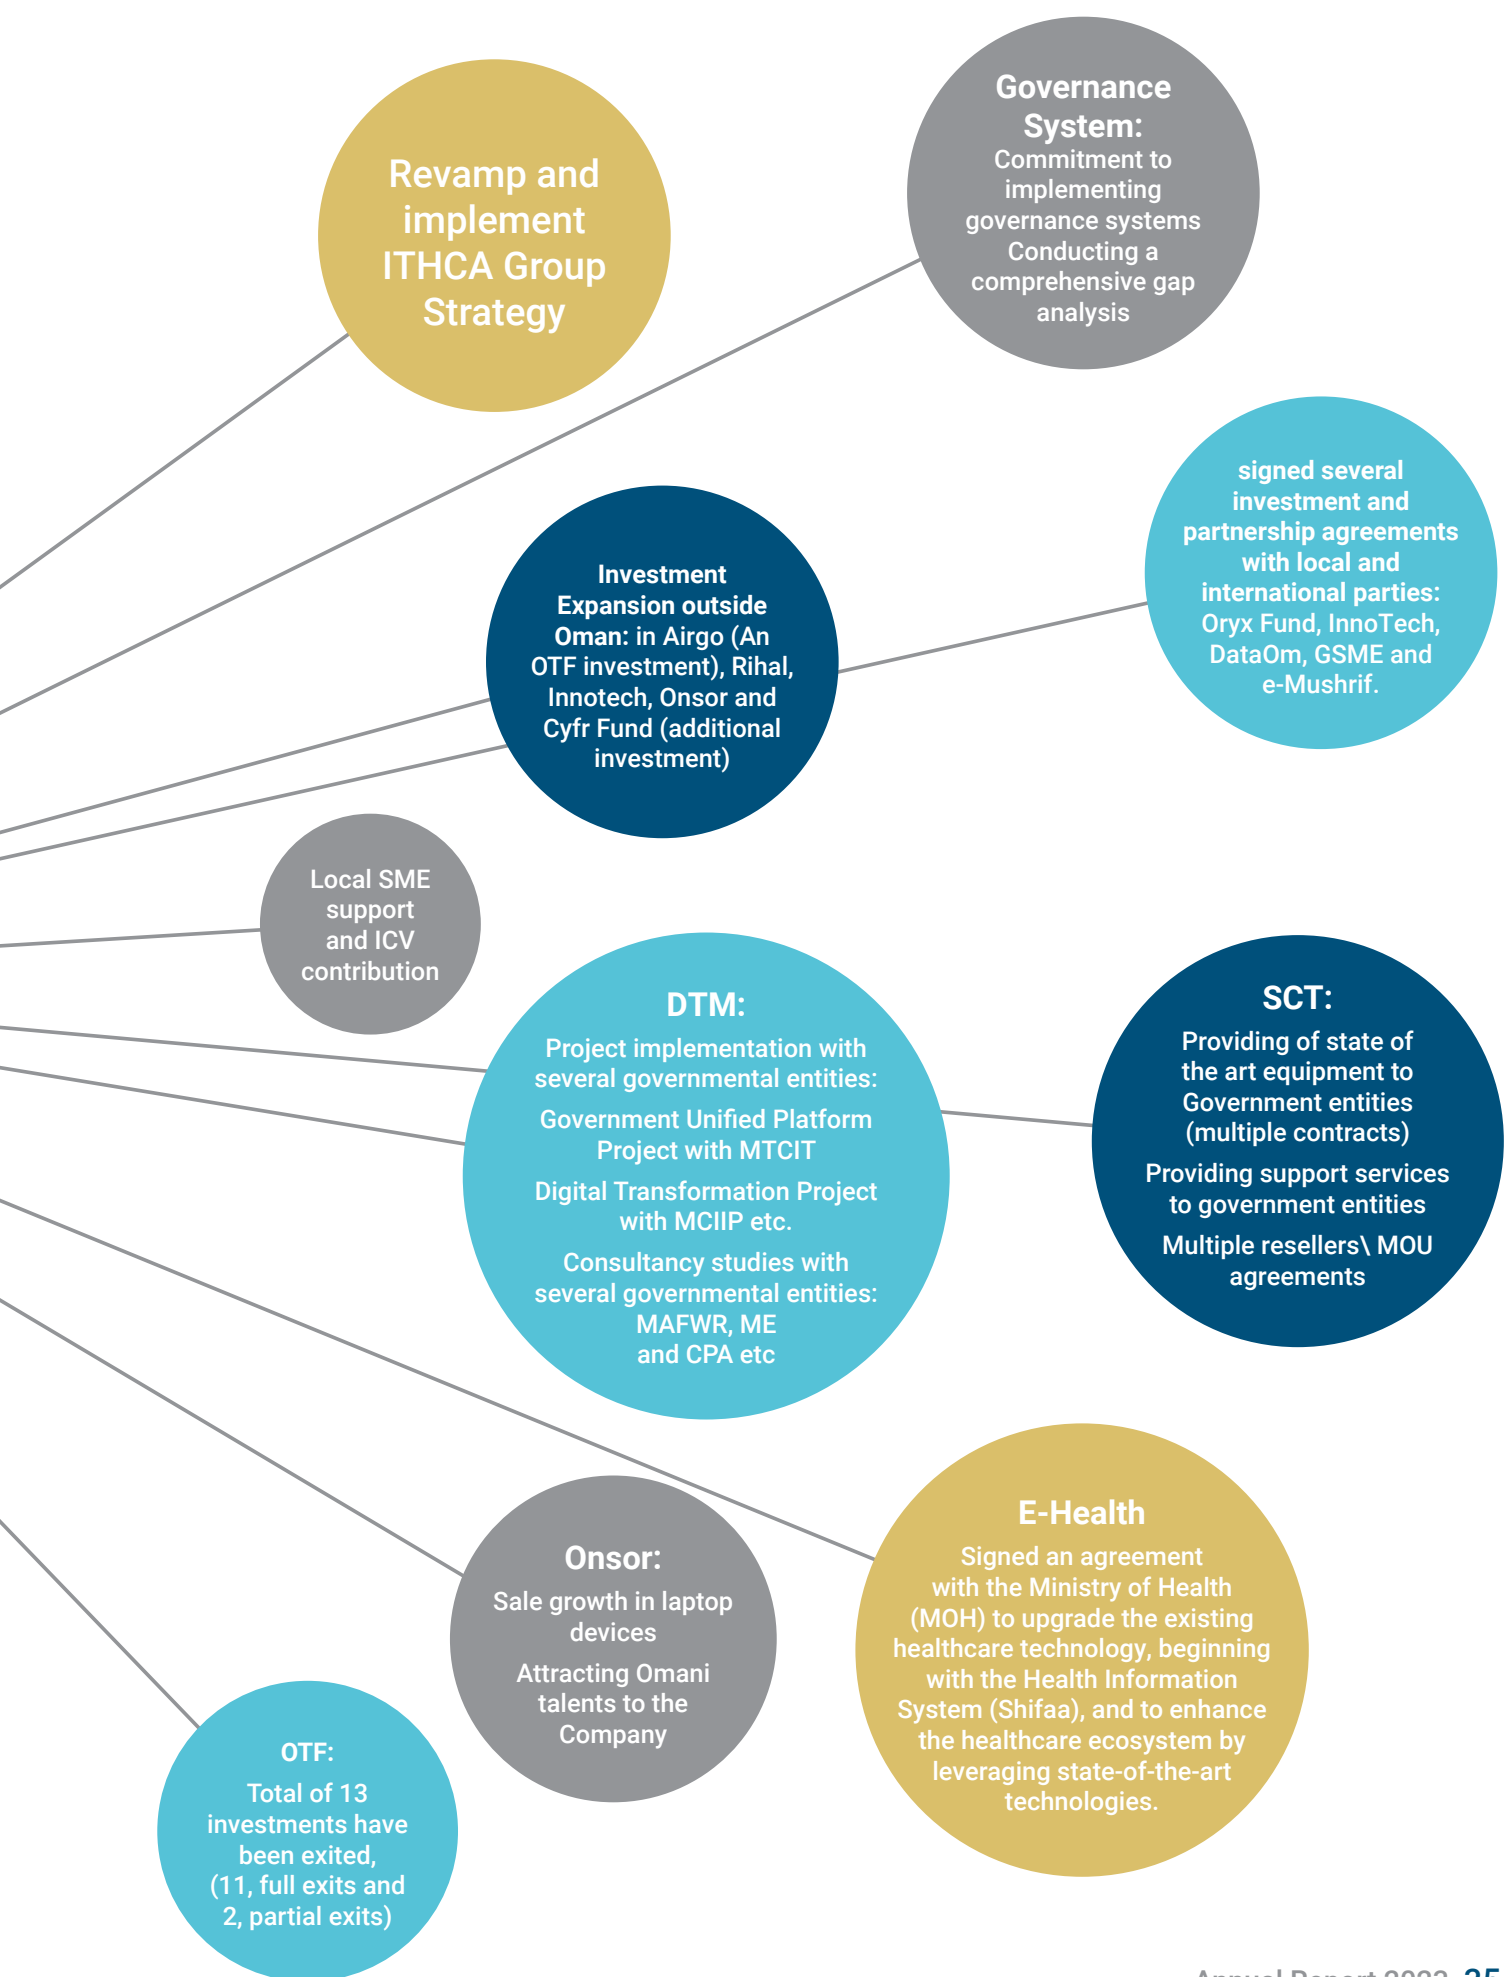 Revamp and
implement
ITHCA Group
Strategy
Governance
System:
Commitment to
implementing
governance systems
Conducting a
comprehensive gap
analysis
signed several
investment and
partnership agreements
with local and
international parties:
Oryx Fund, InnoTech,
DataOm, GSME and
e-Mushrif.
Investment
Expansion outside
Oman: in Airgo (An
OTF investment), Rihal,
Innotech, Onsor and
Cyfr Fund (additional
investment)
Local SME
support
and ICV
contribution
DTM:
Project implementation with
several governmental entities:
Government Unified Platform
Project with MTCIT
Digital Transformation Project
with MCIIP etc.
Consultancy studies with
several governmental entities:
MAFWR, ME
and CPA etc
SCT:
Providing of state of
the art equipment to
Government entities
(multiple contracts)
Providing support services
to government entities
Multiple resellers\ MOU
agreements
E-Health
Signed an agreement
with the Ministry of Health
(MOH) to upgrade the existing
healthcare technology, beginning
with the Health Information
System (Shifaa), and to enhance
the healthcare ecosystem by
leveraging state-of-the-art
technologies.
Onsor:
Sale growth in laptop
devices
Attracting Omani
talents to the
Company
OTF:
Total of 13
investments have
been exited,
(11, full exits and
2, partial exits)
Annual Report